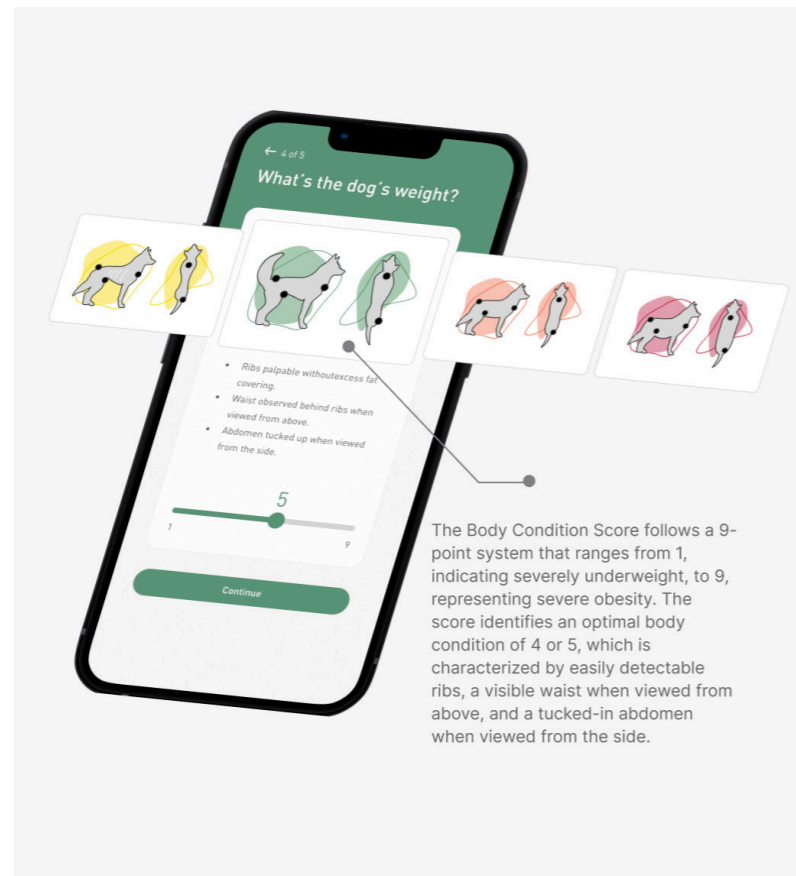 ← 4 of 5
What's the dog's weight?
• Ribs palpable withoutexcess fat
covering.
• Waist observed behind ribs when
viewed from above.
• Abdomen tucked up when viewed
from the side.
5
1
9
Continue
The Body Condition Score follows a 9-
point system that ranges from 1,
indicating severely underweight, to 9,
representing severe obesity. The
score identifies an optimal body
condition of 4 or 5, which is
characterized by easily detectable
ribs, a visible waist when viewed from
above, and a tucked-in abdomen
when viewed from the side.